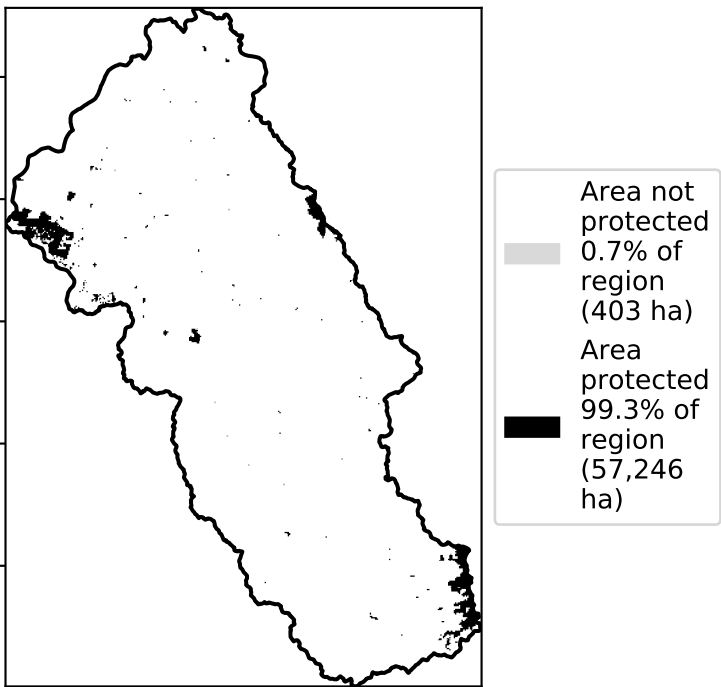 Area not
protected
0.7% of
region
(403 ha)
Area
protected
99.3% of
region
(57,246
ha)